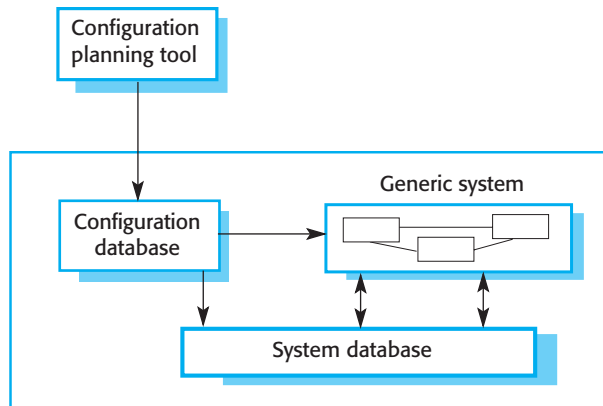 Configuration
planning tool
Generic system
Configuration
database
System database